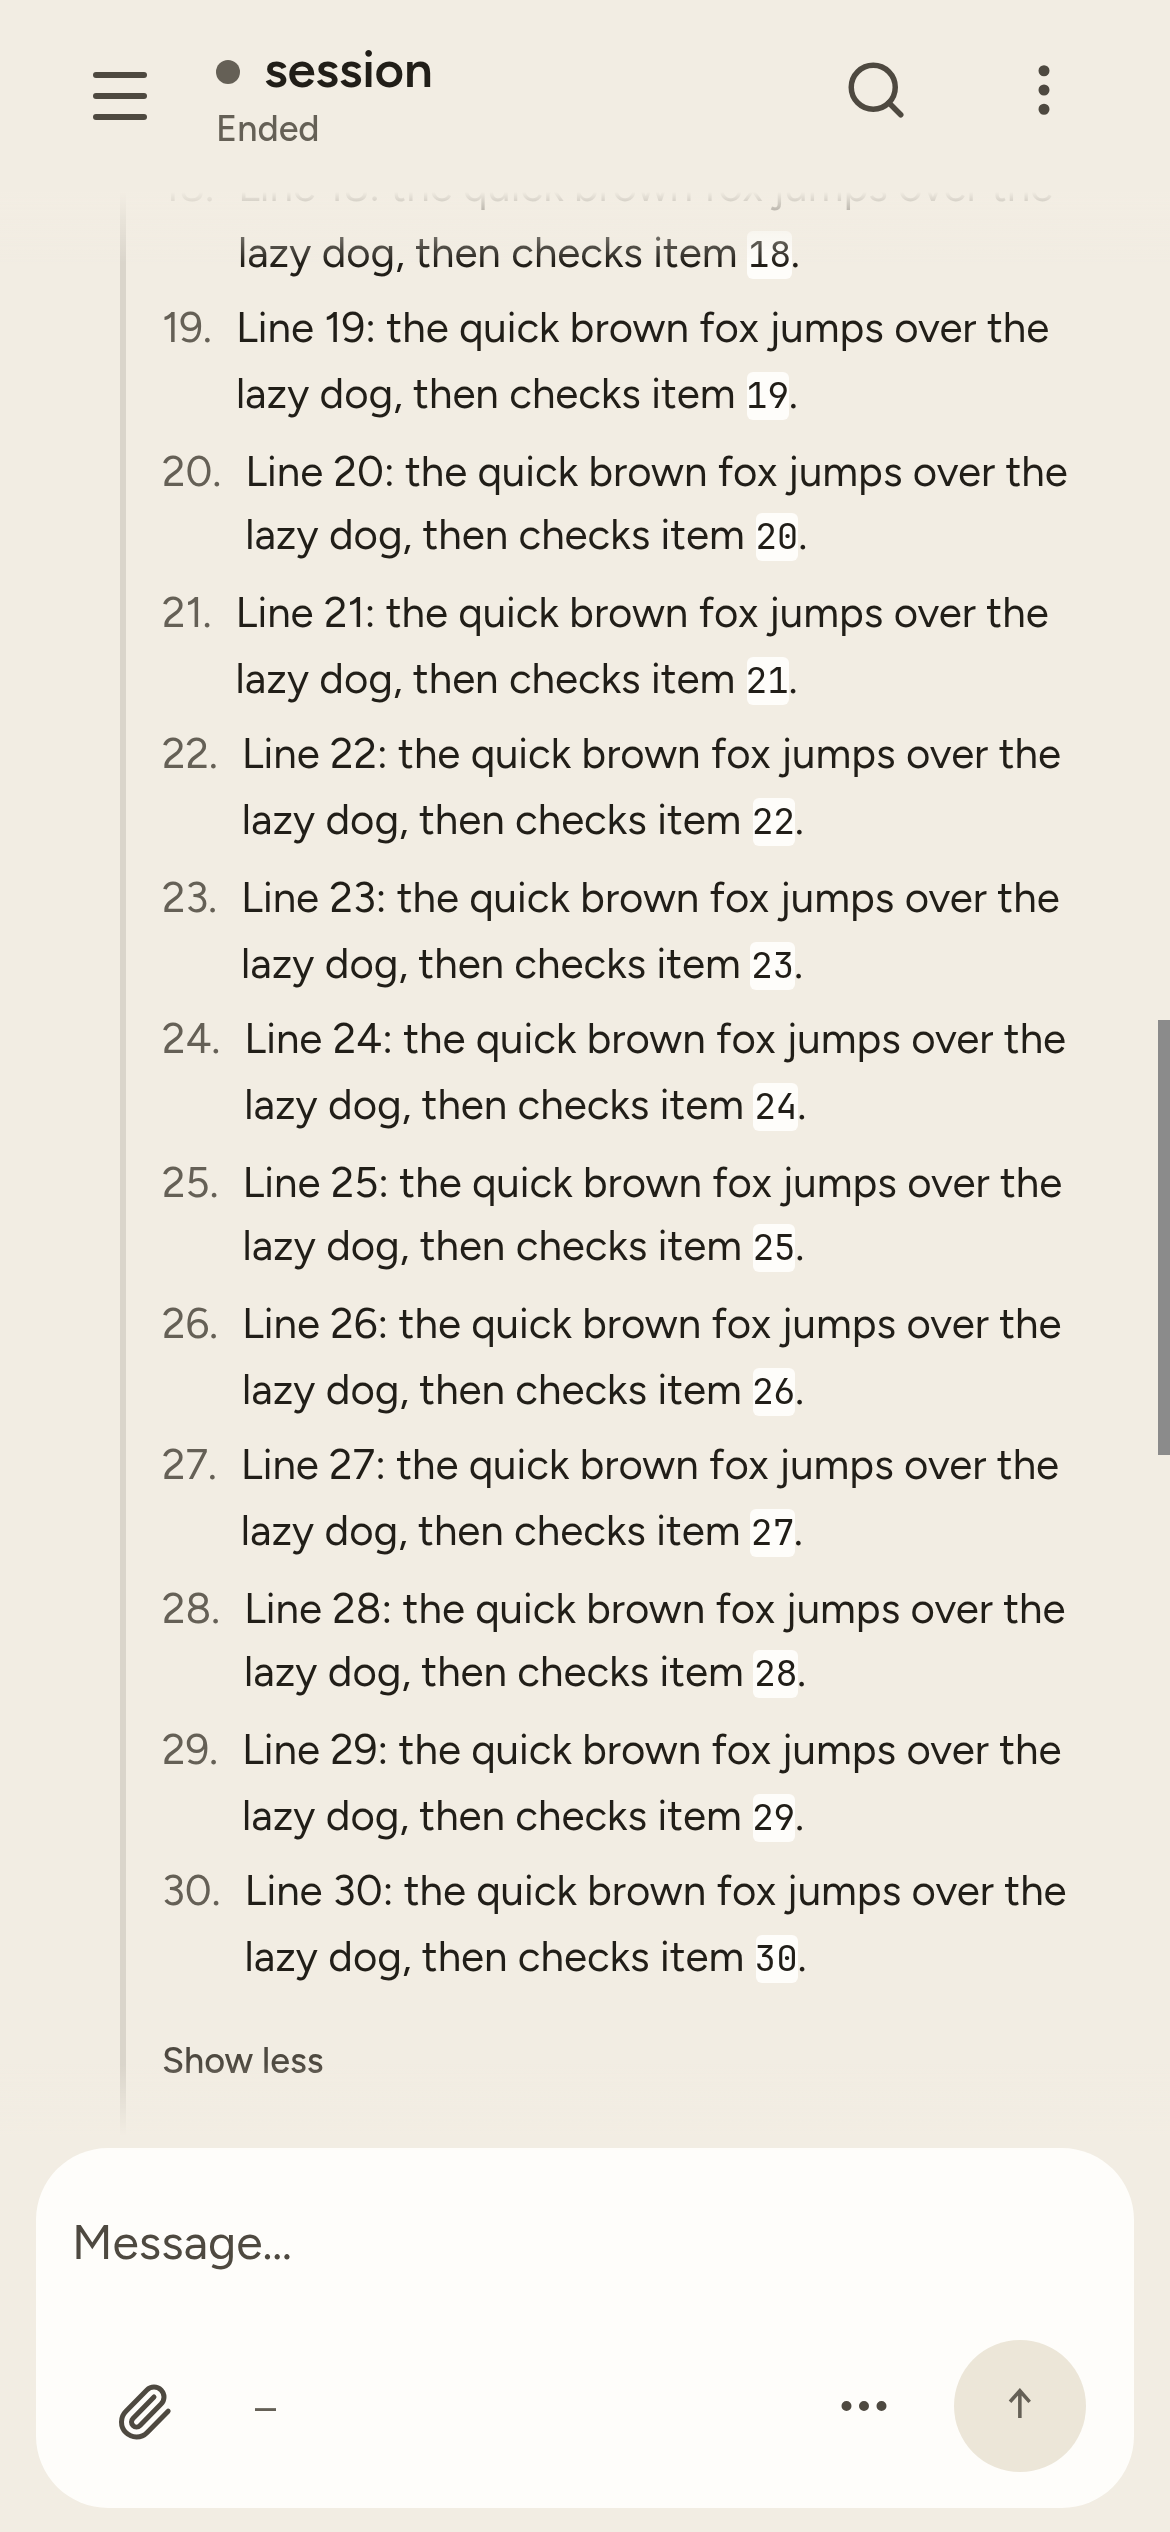 session
Ended
18. Line 18: the quick brown fox jumps over the
lazy dog, then checks item 18.
19. Line 19: the quick brown fox jumps over the
lazy dog, then checks item 19.
20. Line 20: the quick brown fox jumps over the
lazy dog, then checks item 20.
21. Line 21: the quick brown fox jumps over the
lazy dog, then checks item 21.
22. Line 22: the quick brown fox jumps over the
lazy dog, then checks item 22.
23. Line 23: the quick brown fox jumps over the
lazy dog, then checks item 23.
24. Line 24: the quick brown fox jumps over the
lazy dog, then checks item 24.
25. Line 25: the quick brown fox jumps over the
lazy dog, then checks item 25.
26. Line 26: the quick brown fox jumps over the
lazy dog, then checks item 26.
27. Line 27: the quick brown fox jumps over the
lazy dog, then checks item 27.
28. Line 28: the quick brown fox jumps over the
lazy dog, then checks item 28.
29. Line 29: the quick brown fox jumps over the
lazy dog, then checks item 29.
30. Line 30: the quick brown fox jumps over the
lazy dog, then checks item 30.
Show less
Message...
–